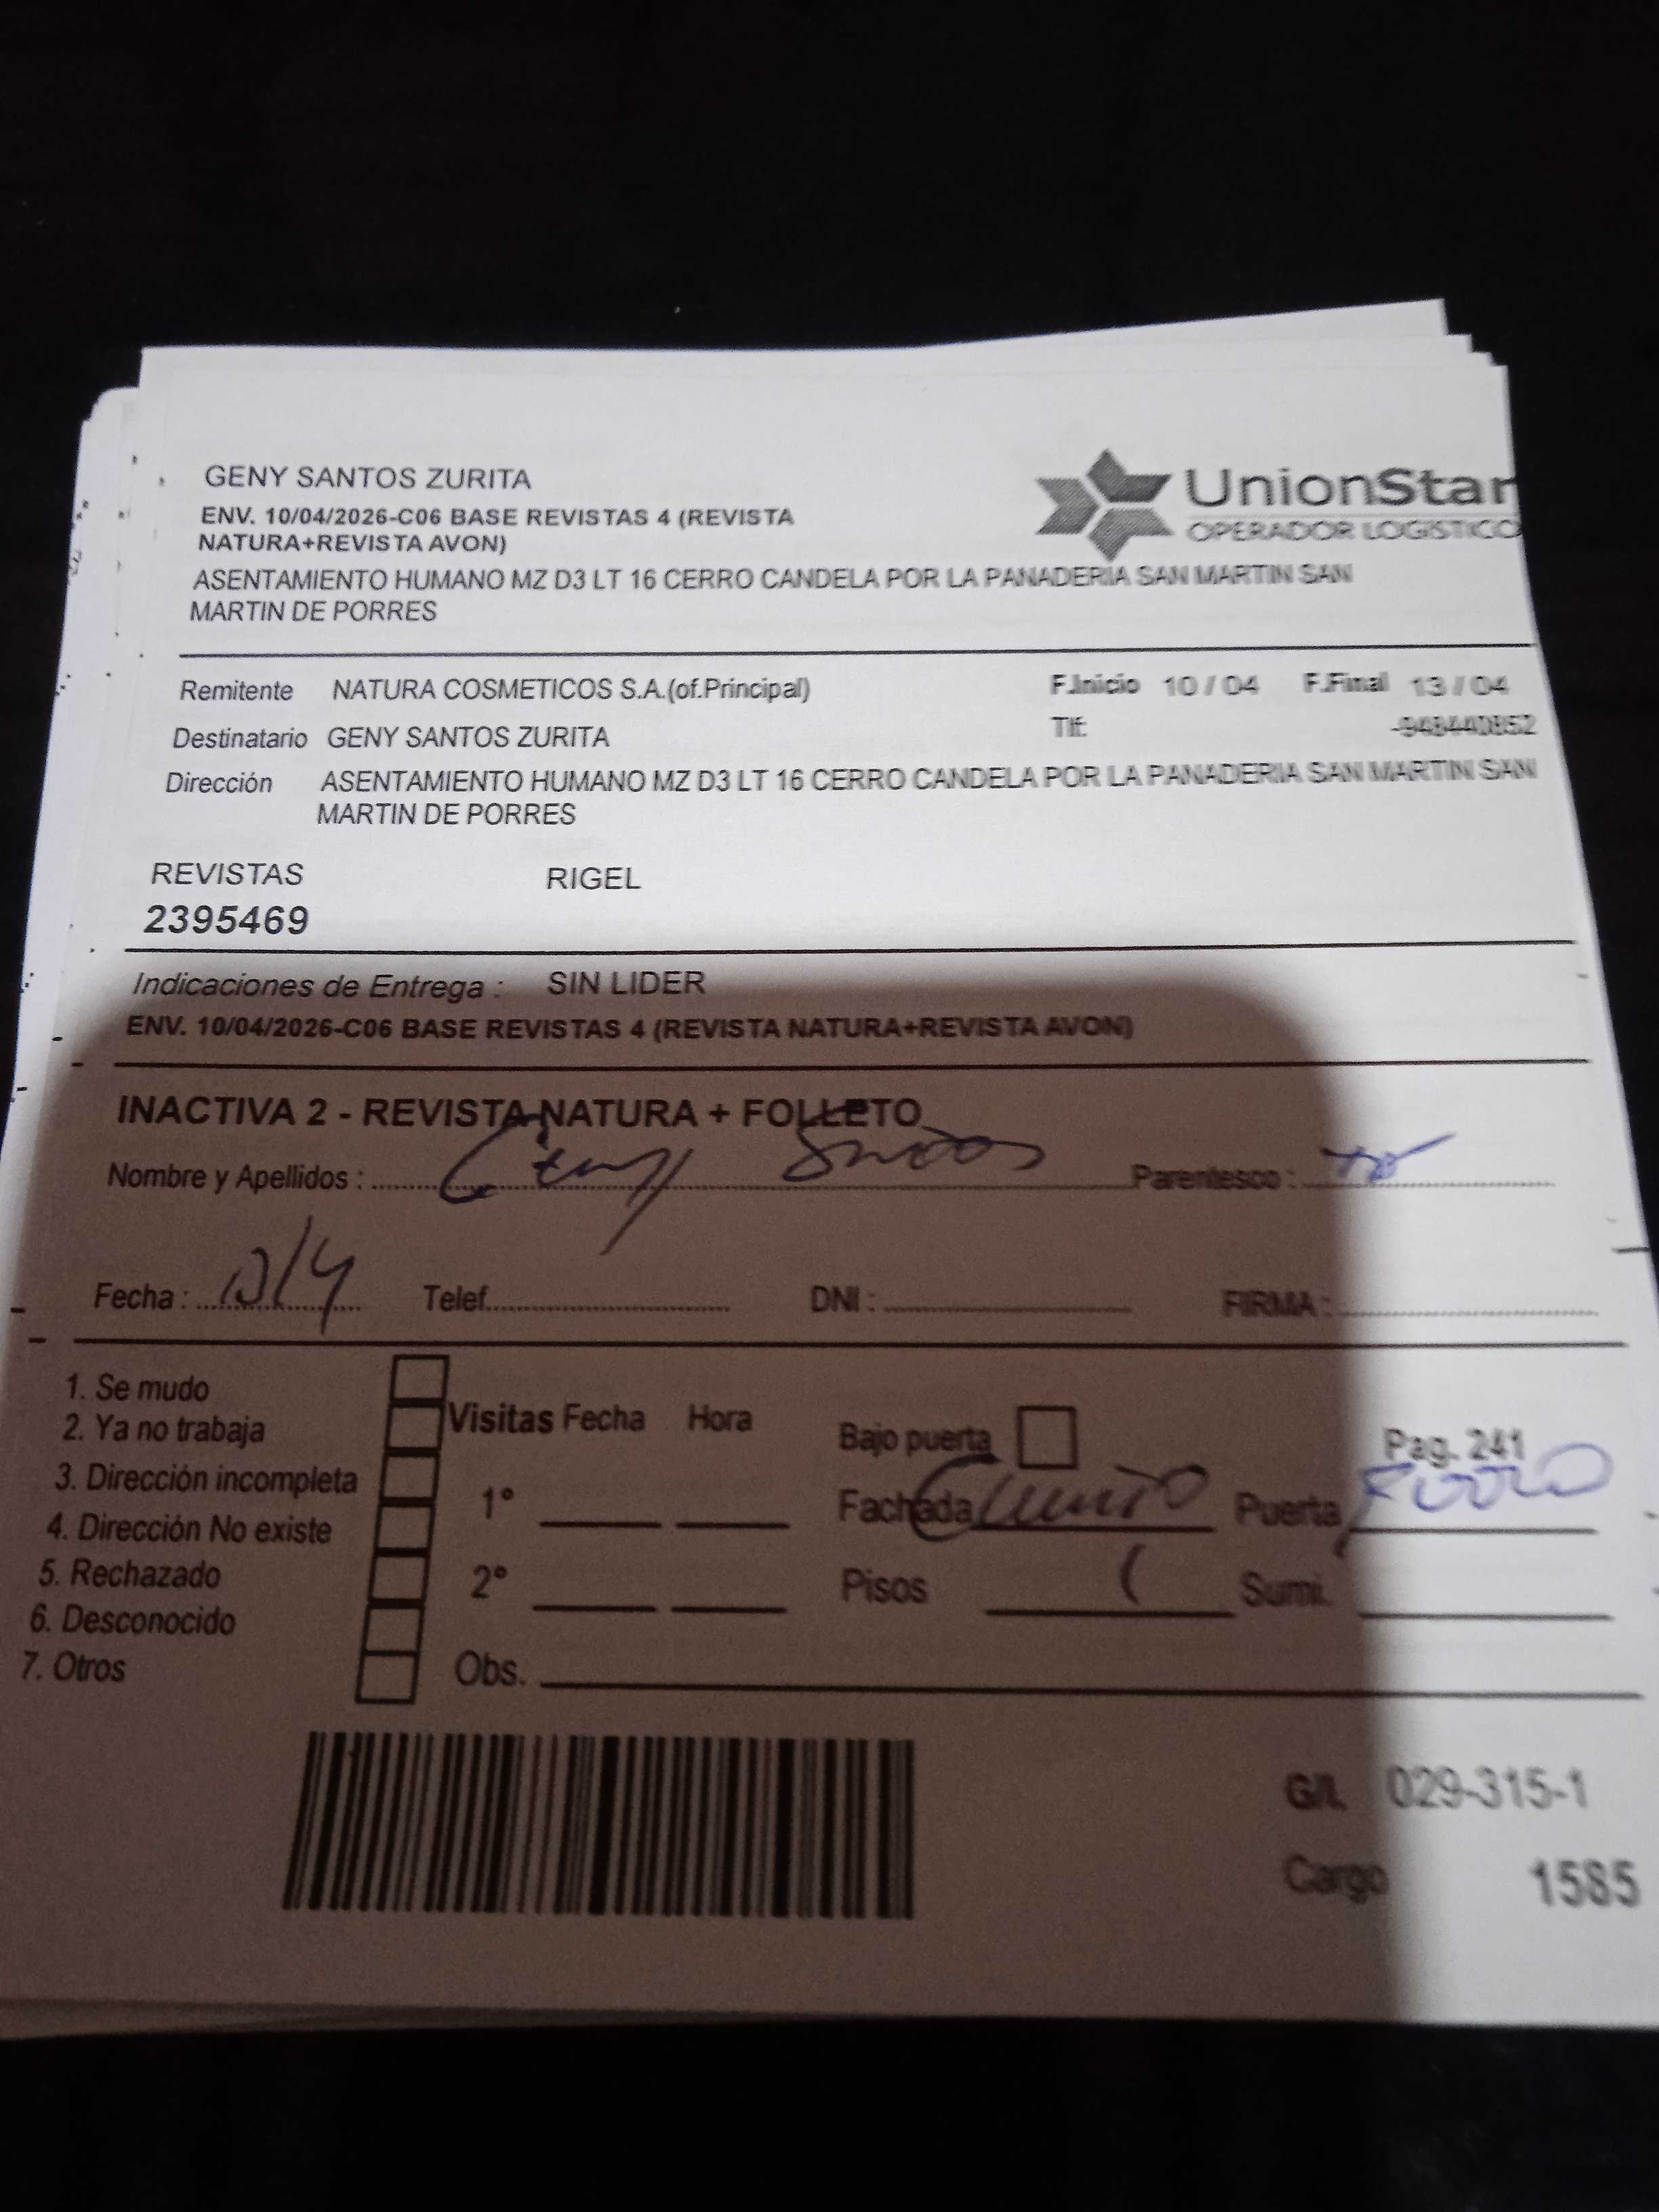 GENY SANTOS ZURITA
UnionStar
OPERADOR LOGISTICO
ENV. 10/04/2026-C06 BASE REVISTAS 4 (REVISTA
NATURA+REVISTA AVON)
ASENTAMIENTO HUMANO MZ D3 LT 16 CERRO CANDELA POR LA PANADERIA SAN MARTIN SAN
MARTIN DE PORRES
Remitente NATURA COSMETICOS S.A.(of.Principal) F.Inicio 10 / 04 F.Final 13 / 04
Destinatario GENY SANTOS ZURITA Tlf: -948440852
Dirección ASENTAMIENTO HUMANO MZ D3 LT 16 CERRO CANDELA POR LA PANADERIA SAN MARTIN SAN
MARTIN DE PORRES
REVISTAS RIGEL
2395469
Indicaciones de Entrega : SIN LIDER
ENV. 10/04/2026-C06 BASE REVISTAS 4 (REVISTA NATURA+REVISTA AVON)
INACTIVA 2 - REVISTA NATURA + FOLLETO
Nombre y Apellidos : Geny Santos Parentesco :
Fecha : Telef. DNI : FIRMA :
1. Se mudo
2. Ya no trabaja
3. Dirección incompleta
4. Dirección No existe
5. Rechazado
6. Desconocido
7. Otros
Visitas Fecha Hora
1°
2°
Obs.
Bajo puerta
Pag. 241
Fachada Puerta
Pisos 1 Sumi.
G/L 029-315-1
Cargo 1585